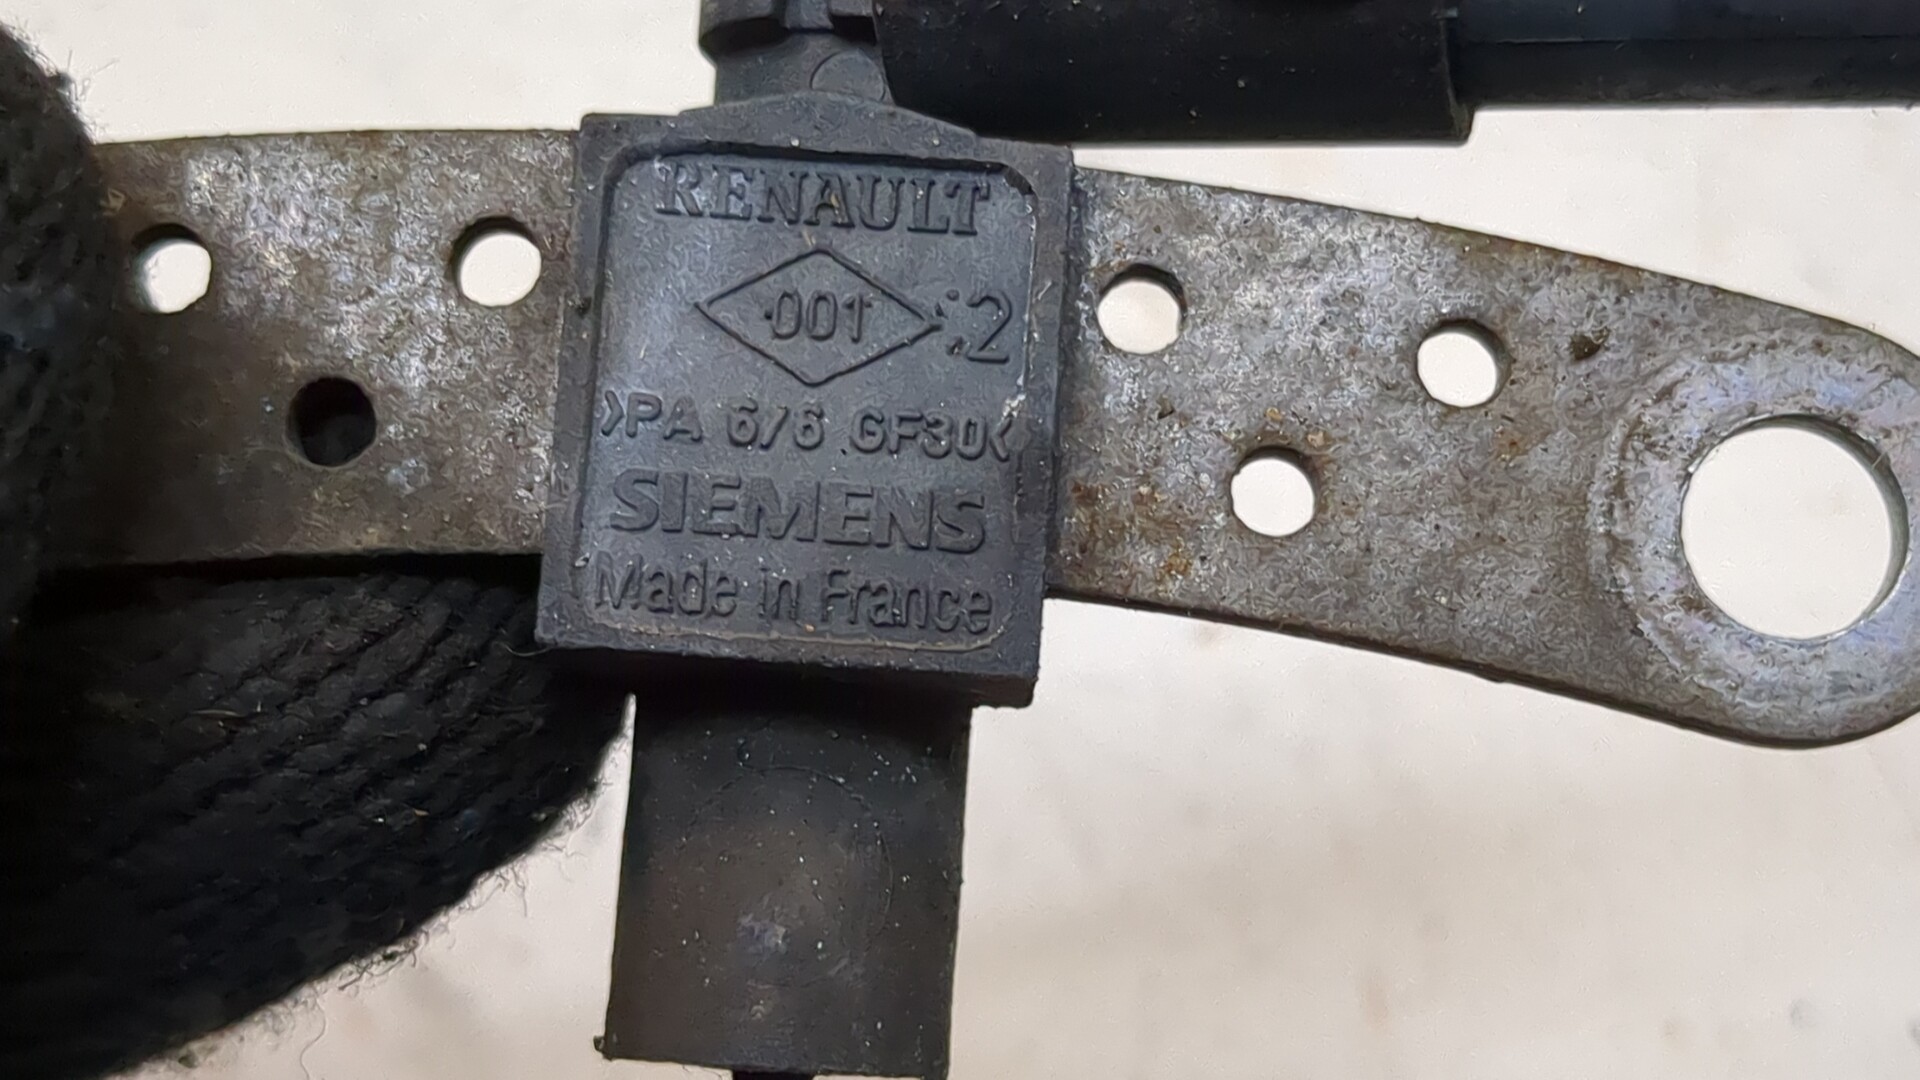 RENAULT
001 2
>PA 6/6 GF30<
SIEMENS
Made in France